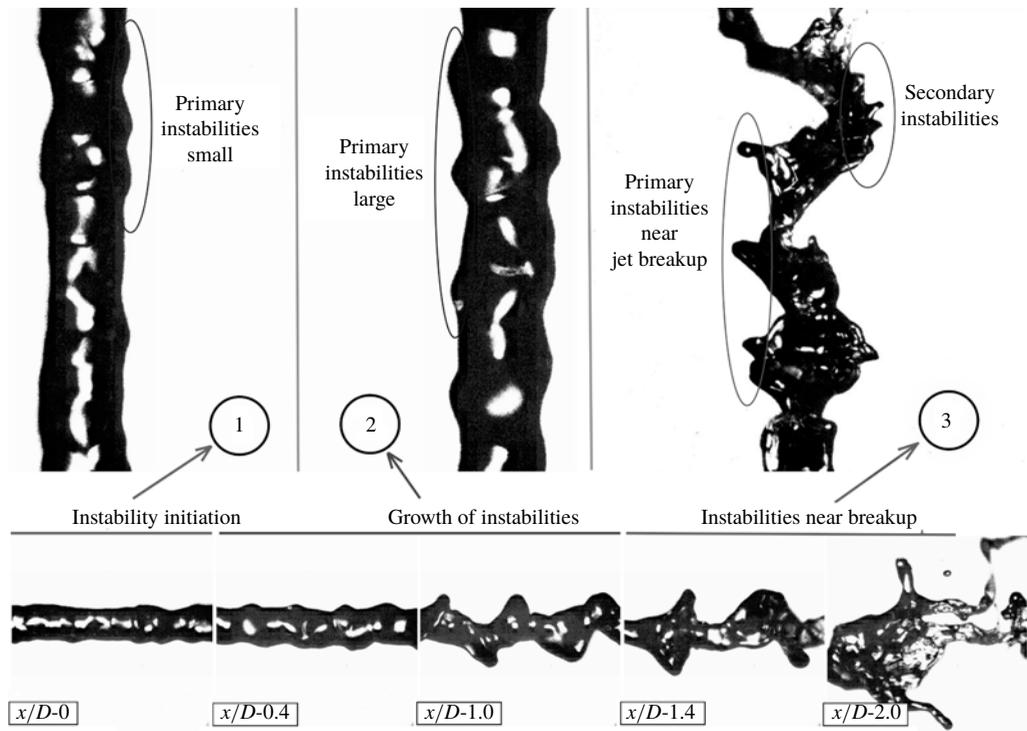 Primary
instabilities
small
Primary
instabilities
large
Primary
instabilities
near
jet breakup
Secondary
instabilities
1
2
3
Instability initiation
Growth of instabilities
Instabilities near breakup
x/D-0
x/D-0.4
x/D-1.0
x/D-1.4
x/D-2.0